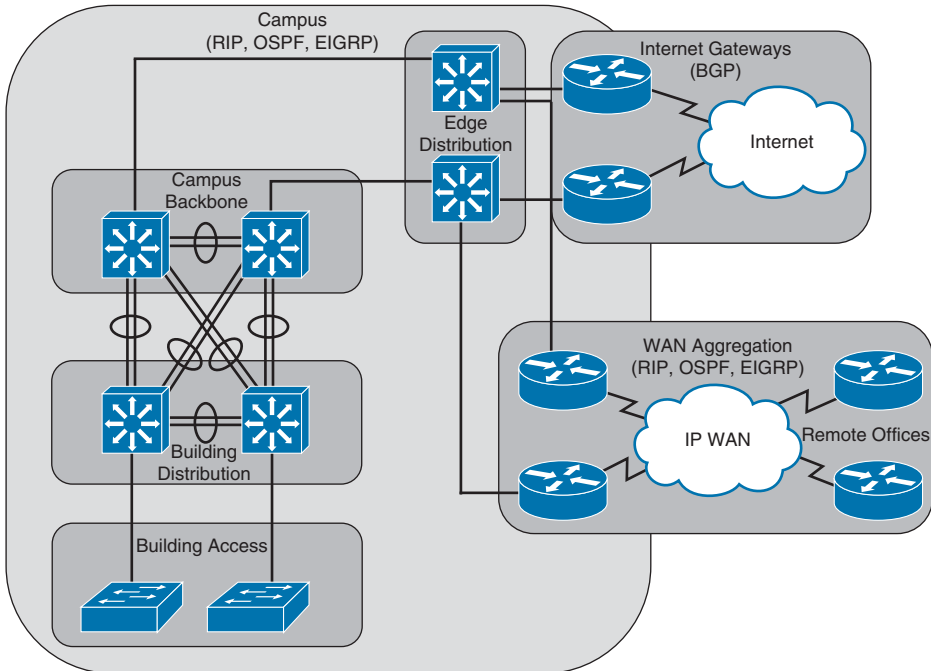 Campus
(RIP, OSPF, EIGRP)
Internet Gateways
(BGP)
Edge
Distribution
Internet
Campus
Backbone
WAN Aggregation
(RIP, OSPF, EIGRP)
IP WAN
Remote Offices
Building
Distribution
Building Access